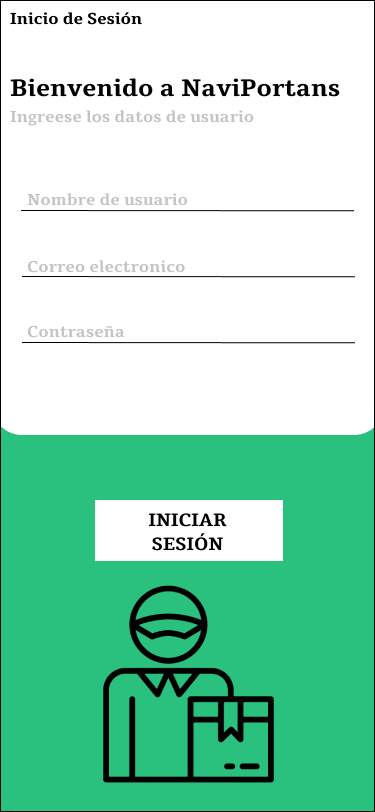 Inicio de Sesión
Bienvenido a NaviPortans
Ingreese los datos de usuario
Nombre de usuario
Correo electronico
Contraseña
INICIAR
SESIÓN